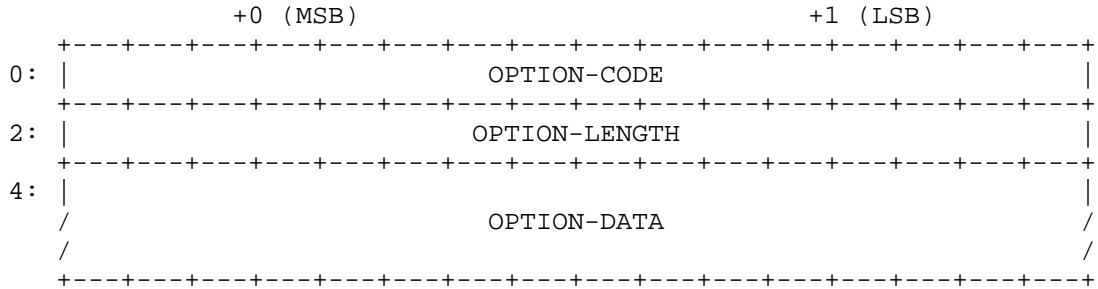 +0 (MSB)                            +1 (LSB)
   +---+---+---+---+---+---+---+---+---+---+---+---+---+---+---+---+
0: |                          OPTION-CODE                          |
   +---+---+---+---+---+---+---+---+---+---+---+---+---+---+---+---+
2: |                         OPTION-LENGTH                         |
   +---+---+---+---+---+---+---+---+---+---+---+---+---+---+---+---+
4: |                                                               |
   /                          OPTION-DATA                          /
   /                                                               /
   +---+---+---+---+---+---+---+---+---+---+---+---+---+---+---+---+